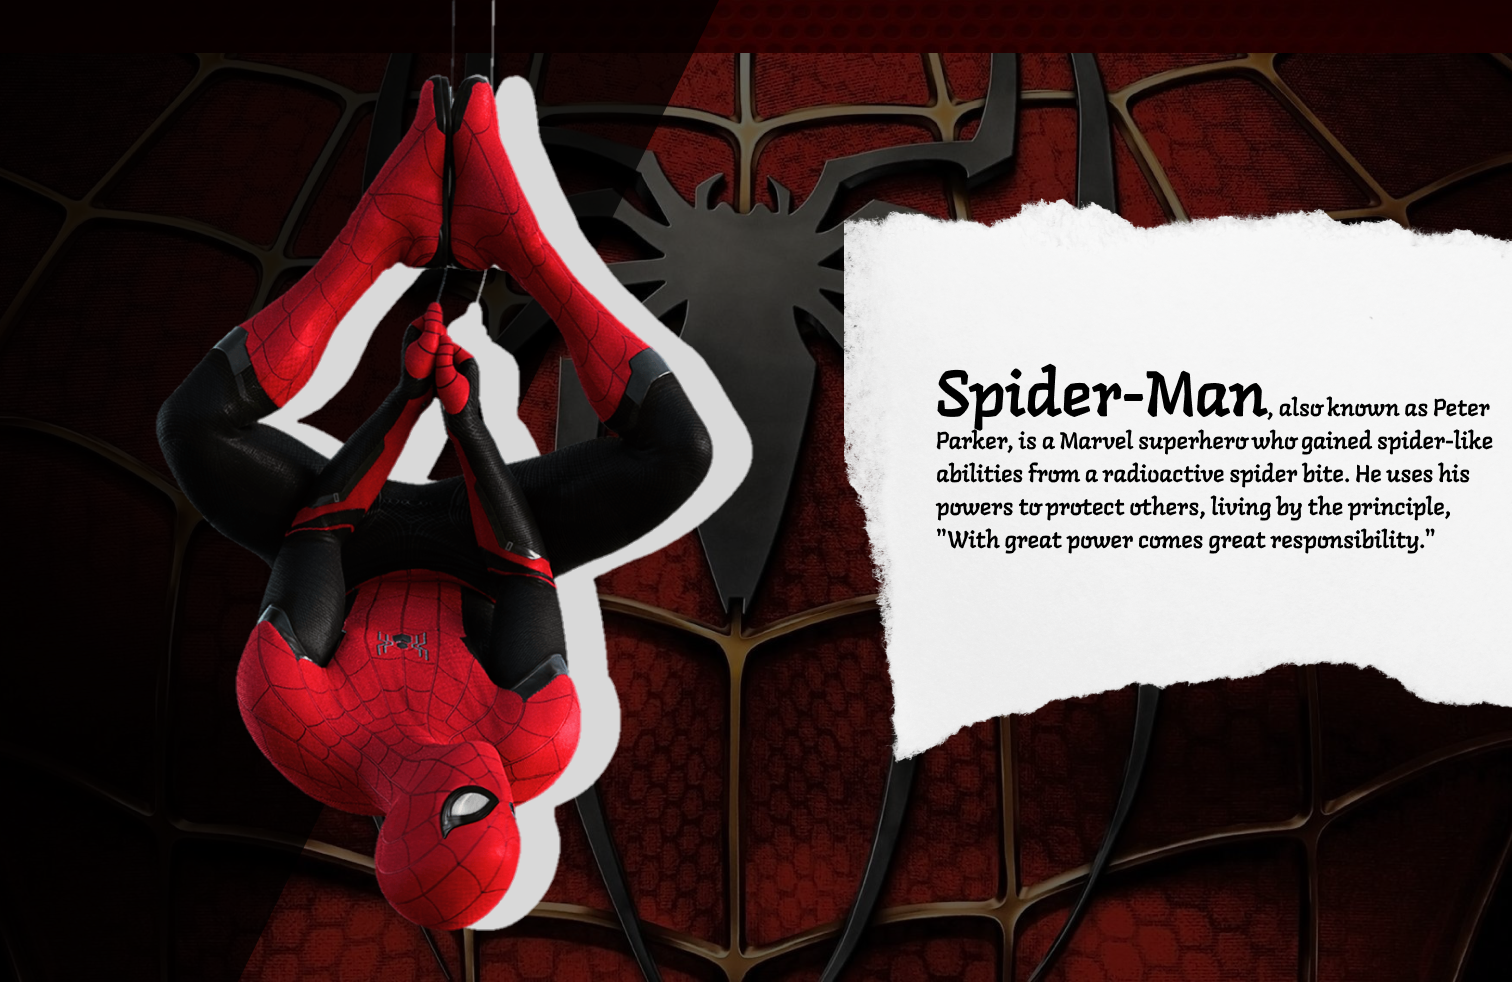 Spider-Man, also known as Peter
Parker, is a Marvel superhero who gained spider-like
abilities from a radioactive spider bite. He uses his
powers to protect others, living by the principle,
"With great power comes great responsibility."